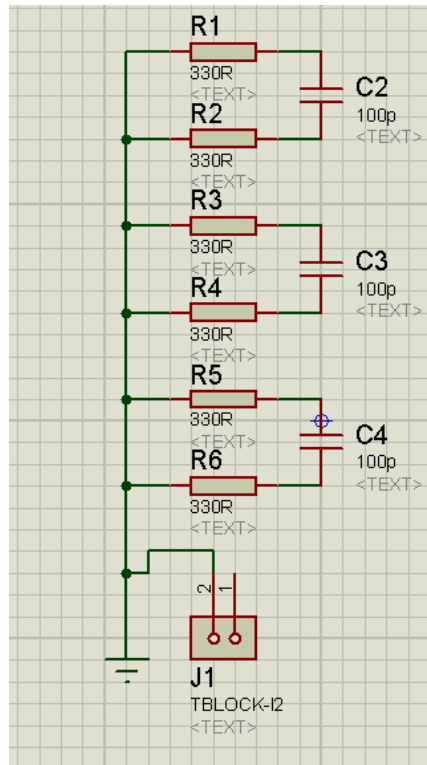 R1
330R
<TEXT>
C2
100p
<TEXT>
R2
330R
<TEXT>
R3
330R
<TEXT>
C3
100p
<TEXT>
R4
330R
<TEXT>
R5
330R
<TEXT>
C4
100p
<TEXT>
R6
330R
<TEXT>
2 1
J1
TBLOCK-I2
<TEXT>